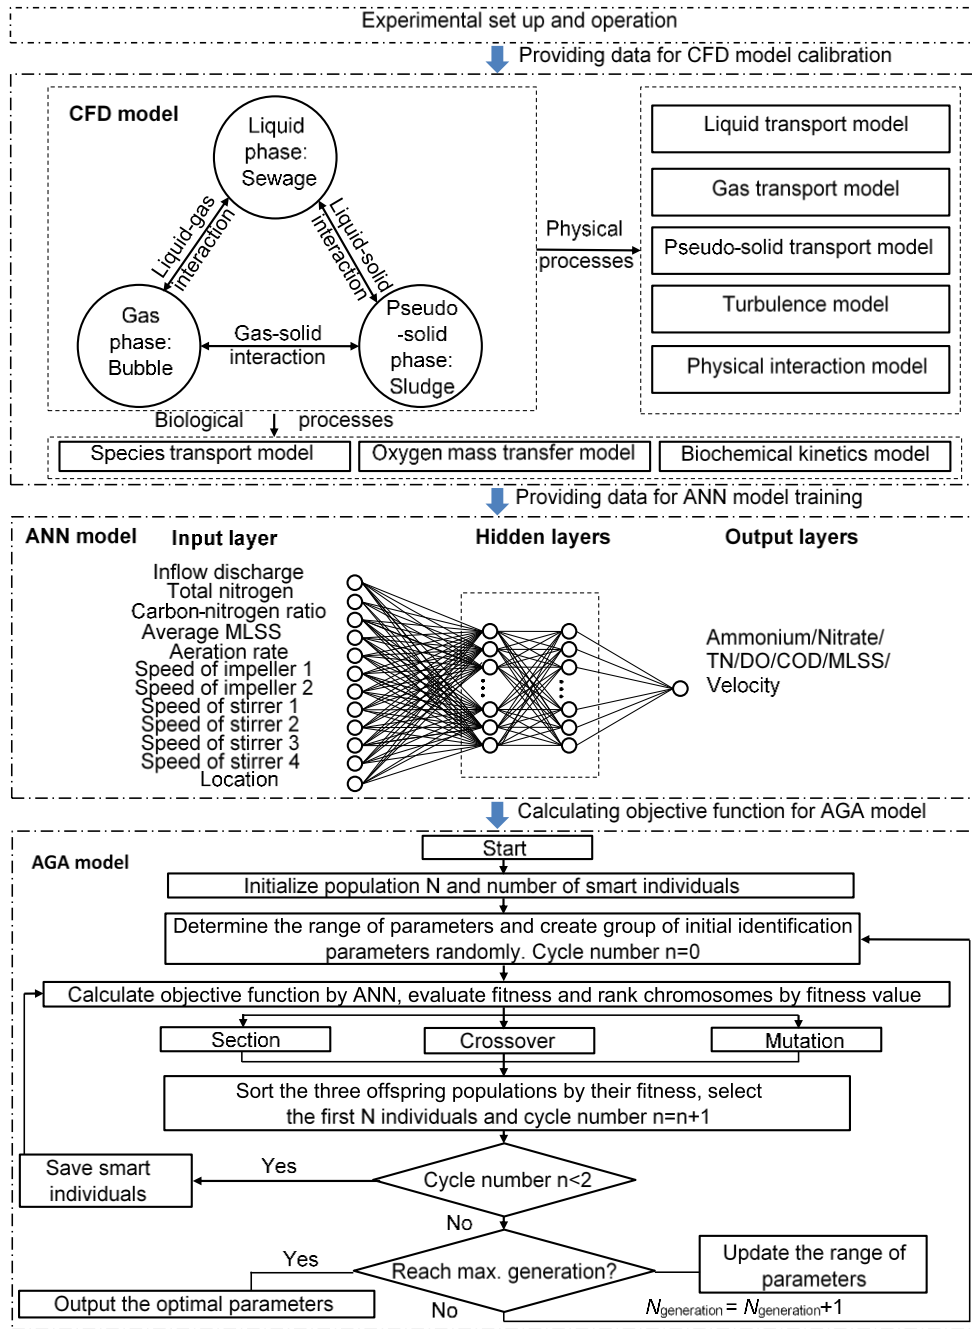 Experimental set up and operation
Providing data for CFD model calibration
CFD model
Liquid
phase:
Sewage
Liquid-gas
interaction
Liquid-solid
interaction
Gas
phase:
Bubble
Gas-solid
interaction
Pseudo
-solid
phase:
Sludge
Physical
processes
Liquid transport model
Gas transport model
Pseudo-solid transport model
Turbulence model
Physical interaction model
Biological processes
Species transport model
Oxygen mass transfer model
Biochemical kinetics model
Providing data for ANN model training
ANN model
Input layer
Hidden layers
Output layers
Inflow discharge
Total nitrogen
Carbon-nitrogen ratio
Average MLSS
Aeration rate
Speed of impeller 1
Speed of impeller 2
Speed of stirrer 1
Speed of stirrer 2
Speed of stirrer 3
Speed of stirrer 4
Location
Ammonium/Nitrate/
TN/DO/COD/MLSS/
Velocity
Calculating objective function for AGA model
AGA model
Start
Initialize population N and number of smart individuals
Determine the range of parameters and create group of initial identification
parameters randomly. Cycle number n=0
Calculate objective function by ANN, evaluate fitness and rank chromosomes by fitness value
Section
Crossover
Mutation
Sort the three offspring populations by their fitness, select
the first N individuals and cycle number n=n+1
Cycle number n<2
Yes
Save smart
individuals
No
Reach max. generation?
Yes
Output the optimal parameters
No
Update the range of
parameters
Ngeneration = Ngeneration+1